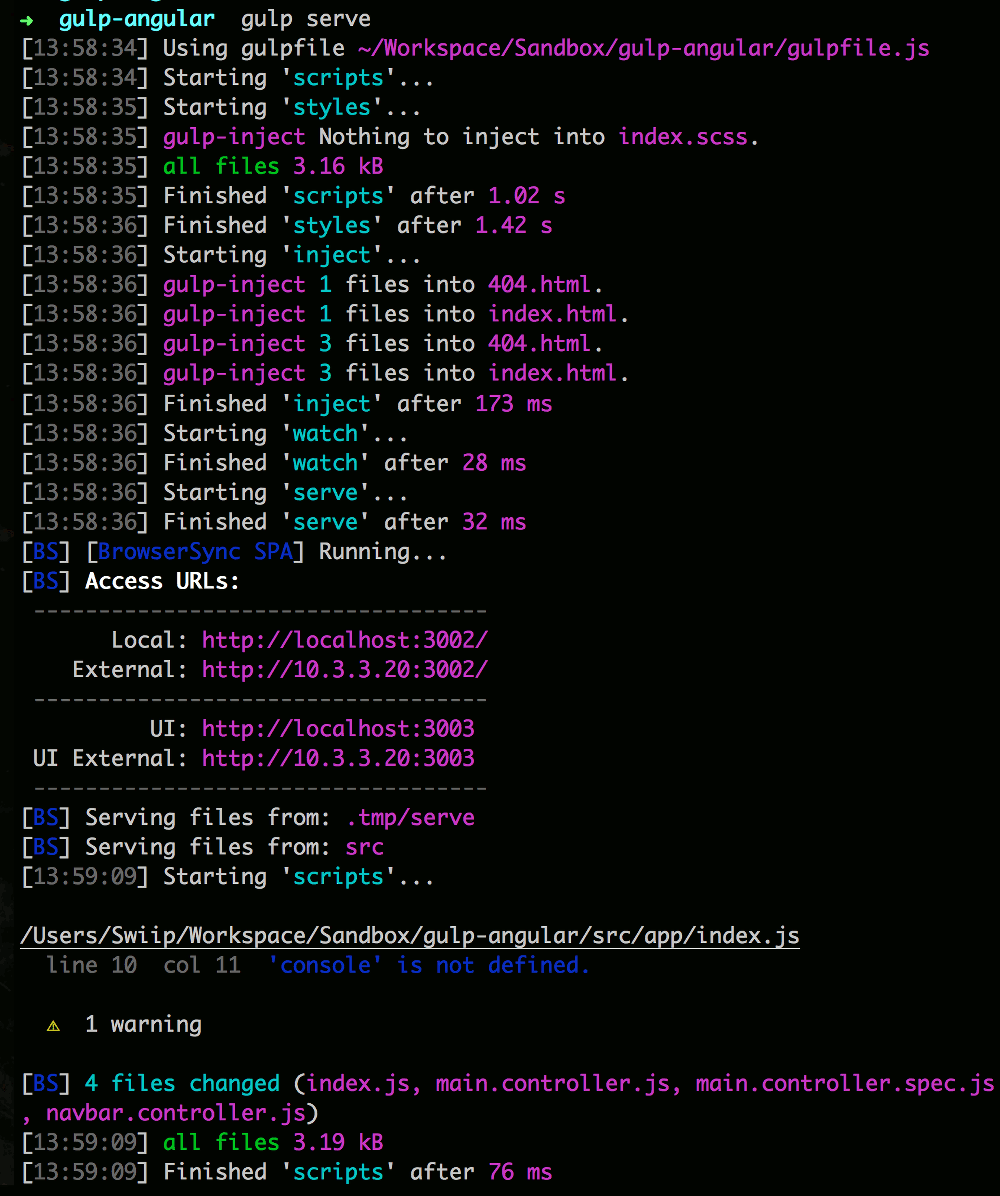 → gulp-angular gulp serve
[13:58:34] Using gulpfile ~/Workspace/Sandbox/gulp-angular/gulpfile.js
[13:58:34] Starting 'scripts'...
[13:58:35] Starting 'styles'...
[13:58:35] gulp-inject Nothing to inject into index.scss.
[13:58:35] all files 3.16 kB
[13:58:35] Finished 'scripts' after 1.02 s
[13:58:36] Finished 'styles' after 1.42 s
[13:58:36] Starting 'inject'...
[13:58:36] gulp-inject 1 files into 404.html.
[13:58:36] gulp-inject 1 files into index.html.
[13:58:36] gulp-inject 3 files into 404.html.
[13:58:36] gulp-inject 3 files into index.html.
[13:58:36] Finished 'inject' after 173 ms
[13:58:36] Starting 'watch'...
[13:58:36] Finished 'watch' after 28 ms
[13:58:36] Starting 'serve'...
[13:58:36] Finished 'serve' after 32 ms
[BS] [BrowserSync SPA] Running...
[BS] Access URLs:
-----------------------------------
Local: http://localhost:3002/
External: http://10.3.3.20:3002/
-----------------------------------
UI: http://localhost:3003
UI External: http://10.3.3.20:3003
-----------------------------------
[BS] Serving files from: .tmp/serve
[BS] Serving files from: src
[13:59:09] Starting 'scripts'...
/Users/Swiip/Workspace/Sandbox/gulp-angular/src/app/index.js
line 10 col 11 'console' is not defined.
⚠ 1 warning
[BS] 4 files changed (index.js, main.controller.js, main.controller.spec.js
, navbar.controller.js)
[13:59:09] all files 3.19 kB
[13:59:09] Finished 'scripts' after 76 ms